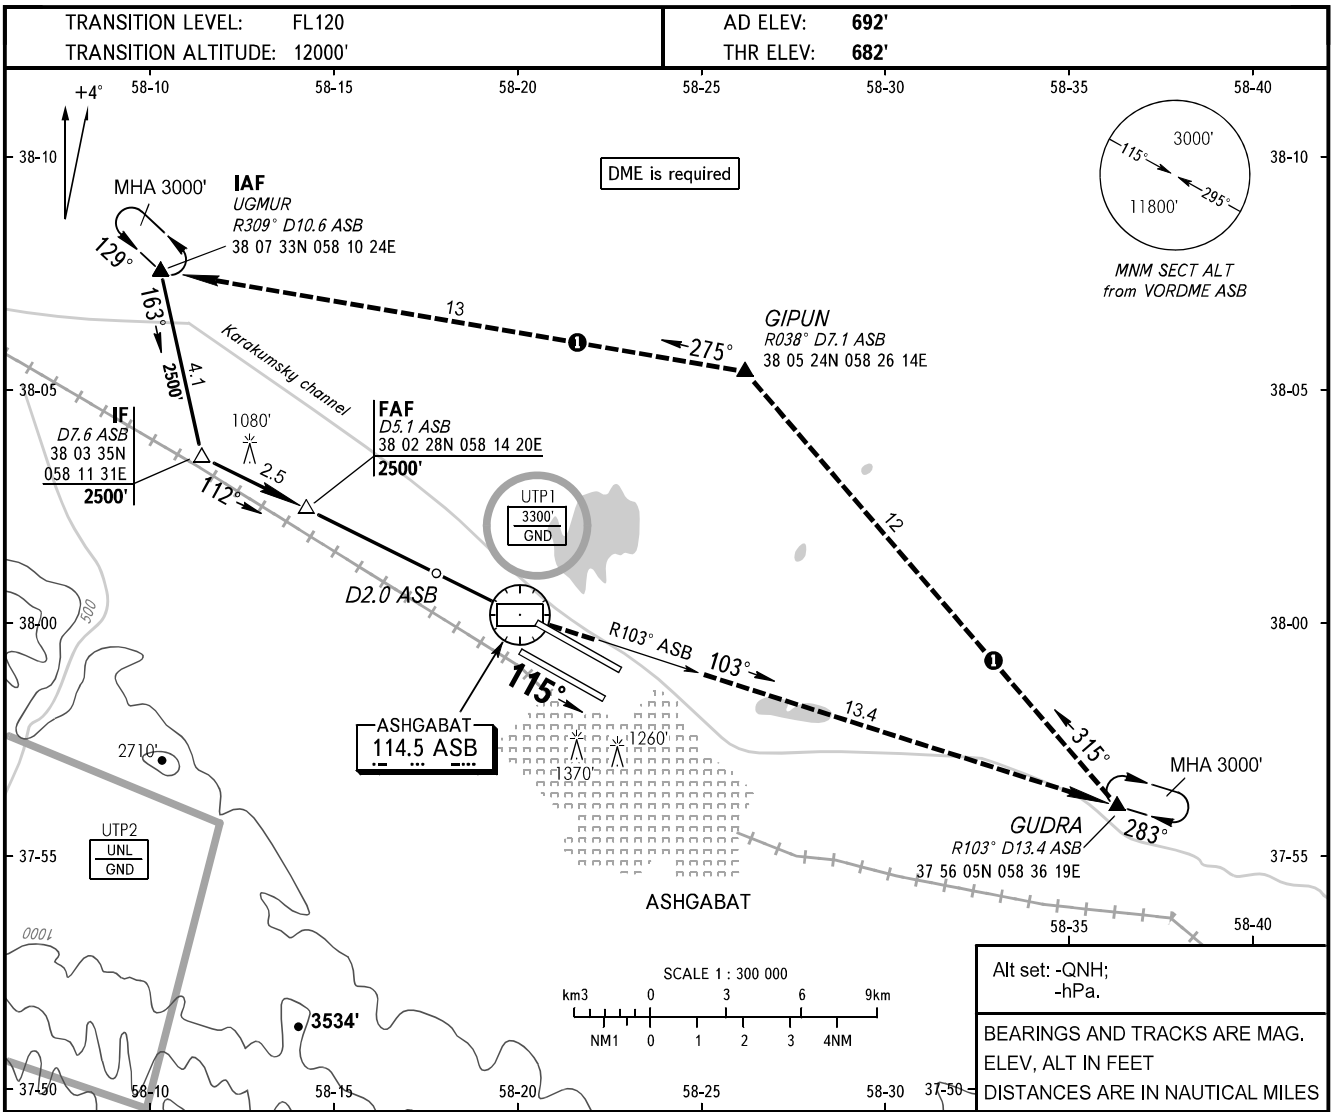 TRANSITION LEVEL: FL120
TRANSITION ALTITUDE: 12000'
AD ELEV: 692'
THR ELEV: 682'
58-10
58-15
58-20
58-25
58-30
58-35
58-40
+4°
38-10
38-10
DME is required
3000'
115°
295°
11800'
MNM SECT ALT
from VORDME ASB
MHA 3000'
IAF
UGMUR
R309° D10.6 ASB
38 07 33N 058 10 24E
129°
163°
2500'
4.1
Karakumsky channel
13
1
275°
GIPUN
R038° D7.1 ASB
38 05 24N 058 26 14E
38-05
38-05
IF
D7.6 ASB
38 03 35N
058 11 31E
2500'
1080'
2.5
112°
FAF
D5.1 ASB
38 02 28N 058 14 20E
2500'
UTP1
3300'
GND
12
D2.0 ASB
38-00
38-00
500
R103° ASB
103°
1
13.4
115°
ASHGABAT
114.5 ASB
1260'
1370'
2710'
315°
MHA 3000'
283°
GUDRA
R103° D13.4 ASB
37 56 05N 058 36 19E
UTP2
UNL
GND
37-55
37-55
ASHGABAT
58-35
58-40
1000
3534'
SCALE 1 : 300 000
km3 0 3 6 9km
NM1 0 1 2 3 4NM
Alt set: -QNH;
-hPa.
BEARINGS AND TRACKS ARE MAG.
ELEV, ALT IN FEET
DISTANCES ARE IN NAUTICAL MILES
37-50
58-10
58-15
58-20
58-25
58-30
37-50